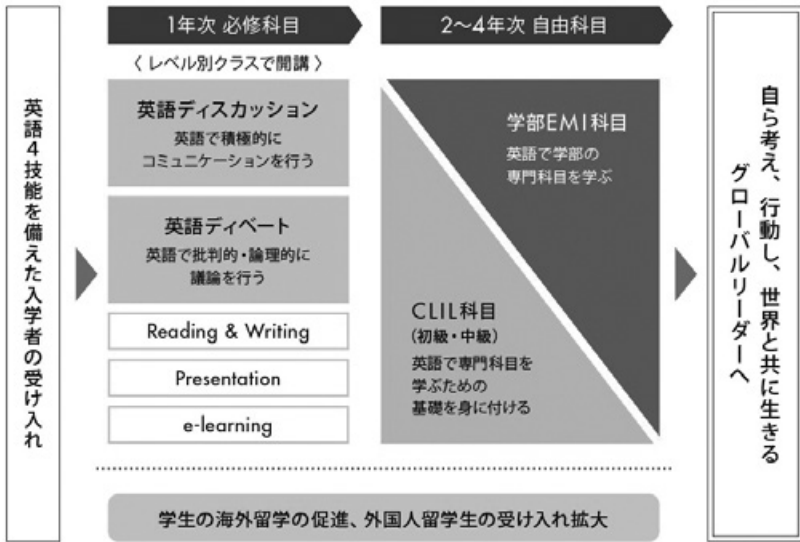 英語4技能を備えた入学者の受け入れ
1年次 必修科目
〈 レベル別クラスで開講 〉
英語ディスカッション
英語で積極的に
コミュニケーションを行う
英語ディベート
英語で批判的・論理的に
議論を行う
Reading & Writing
Presentation
e-learning
2〜4年次 自由科目
学部EMI科目
英語で学部の
専門科目を学ぶ
CLIL科目
(初級・中級)
英語で専門科目を
学ぶための
基礎を身に付ける
自ら考え、行動し、世界と共に生きる
グローバルリーダーへ
学生の海外留学の促進、外国人留学生の受け入れ拡大